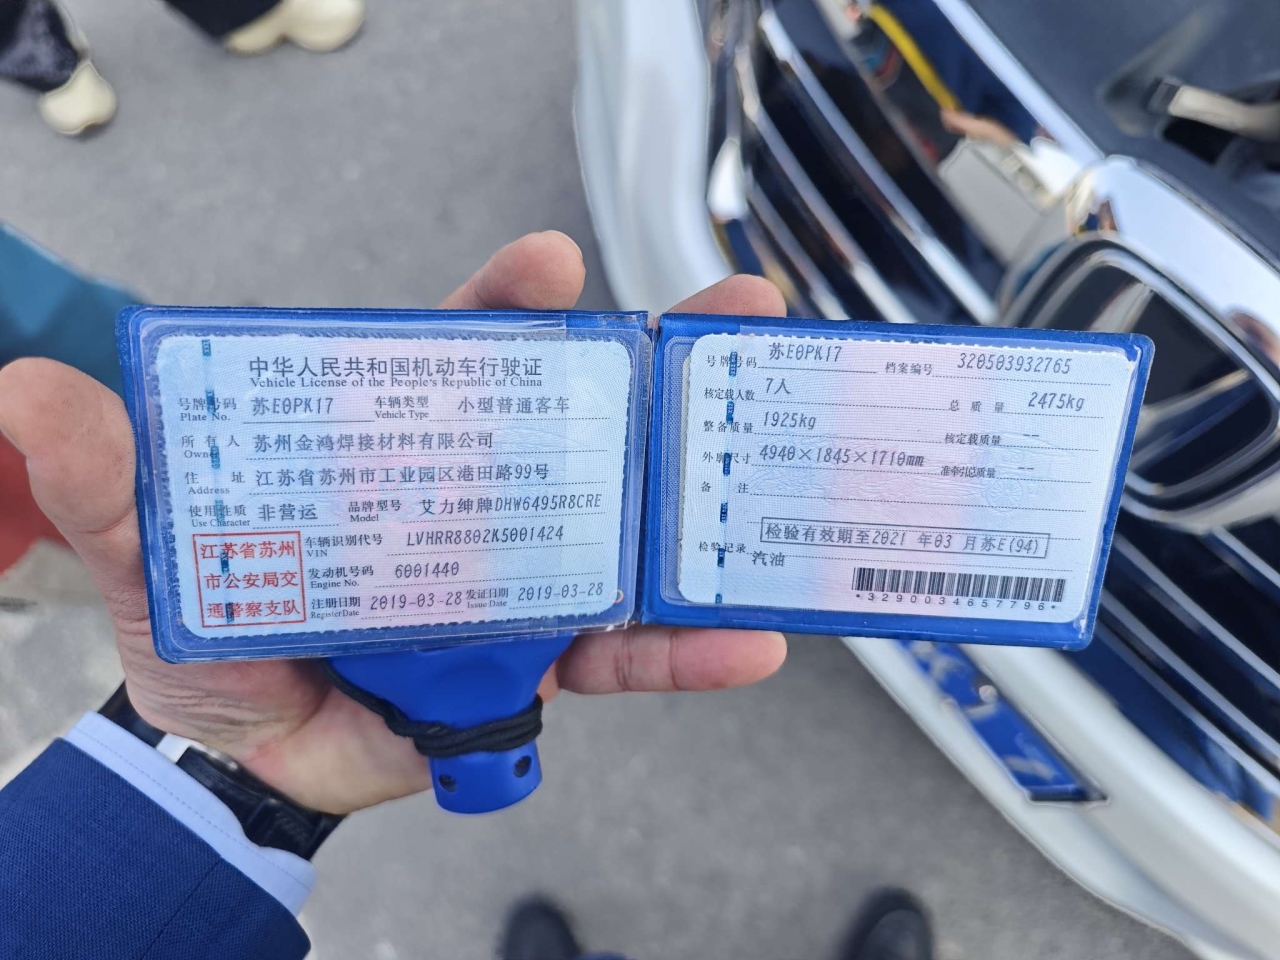 中华人民共和国机动车行驶证
Vehicle License of the People's Republic of China
号牌号码 苏E0PK17 车辆类型 小型普通客车
Plate No. Vehicle Type
所有人 苏州金鸿焊接材料有限公司
Owner
住址 江苏省苏州市工业园区港田路99号
Address
使用性质 非营运 品牌型号 艾力绅牌DHW6495R8CRE
Use Character Model
江苏省苏州
市公安局交
通警察支队
车辆识别代号 LVHRR8802K5001424
VIN
发动机号码 6001440
Engine No.
注册日期 2019-03-28 发证日期 2019-03-28
Register Date Issue Date
号牌号码 苏E0PK17 档案编号 320503932765
核定载人数 7人 总质量 2475kg
整备质量 1925kg 核定载质量 --
外廓尺寸 4940×1845×1710mm 准牵引总质量 --
备注
检验有效期至2021 年03 月苏E(94)
检验记录 汽油
*3290034657796*